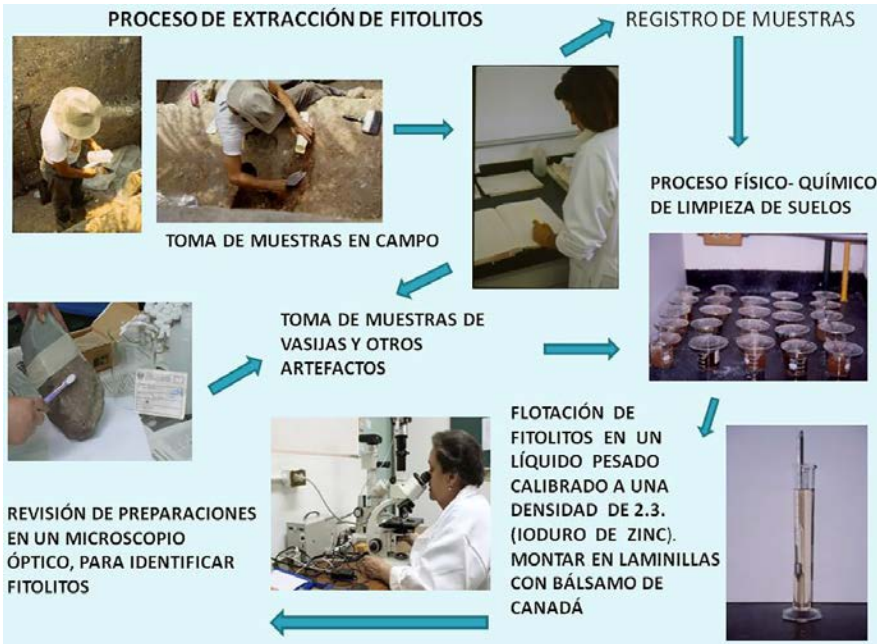 PROCESO DE EXTRACCIÓN DE FITOLITOS
REGISTRO DE MUESTRAS
TOMA DE MUESTRAS EN CAMPO
PROCESO FÍSICO- QUÍMICO
DE LIMPIEZA DE SUELOS
TOMA DE MUESTRAS DE
VASIJAS Y OTROS
ARTEFACTOS
FLOTACIÓN DE
FITOLITOS EN UN
LÍQUIDO PESADO
CALIBRADO A UNA
DENSIDAD DE 2.3.
(IODURO DE ZINC).
MONTAR EN LAMINILLAS
CON BÁLSAMO DE
CANADÁ
REVISIÓN DE PREPARACIONES
EN UN MICROSCOPIO
ÓPTICO, PARA IDENTIFICAR
FITOLITOS